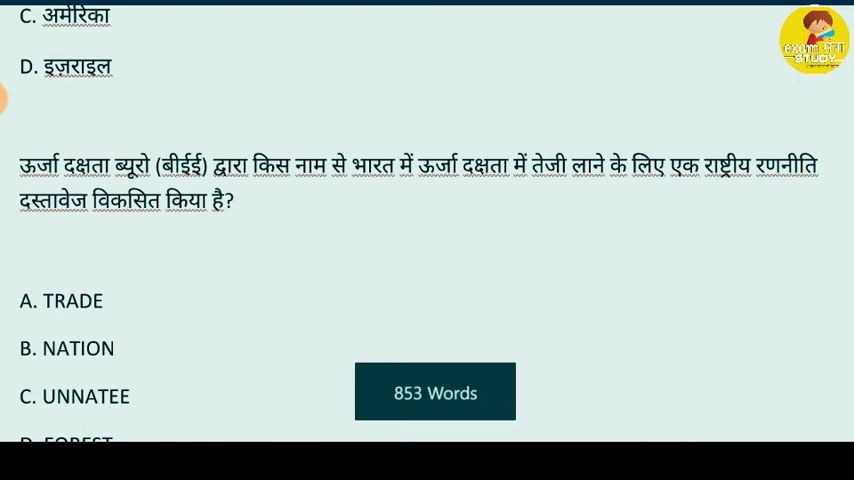 C. अमेरिका
D. इज़राइल
exam मंत्रा
STUDY
ऊर्जा दक्षता ब्यूरो (बीईई) द्वारा किस नाम से भारत में ऊर्जा दक्षता में तेजी लाने के लिए एक राष्ट्रीय रणनीति
दस्तावेज विकसित किया है?
A. TRADE
B. NATION
C. UNNATEE
853 Words
D. FOREST